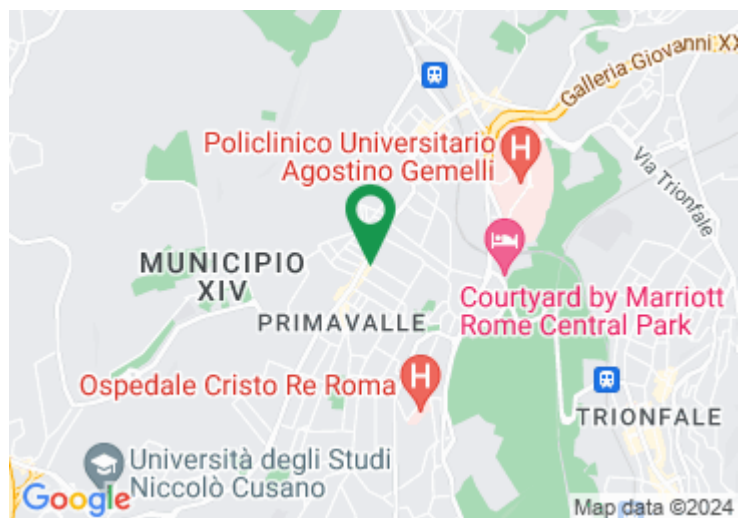 Galleria Giovanni XX
Policlinico Universitario
Agostino Gemelli
H
Via Trionfale
MUNICIPIO
XIV
PRIMAVALLE
Courtyard by Marriott
Rome Central Park
Ospedale Cristo Re Roma
H
TRIONFALE
Università degli Studi
Niccolò Cusano
Google
Map data ©2024